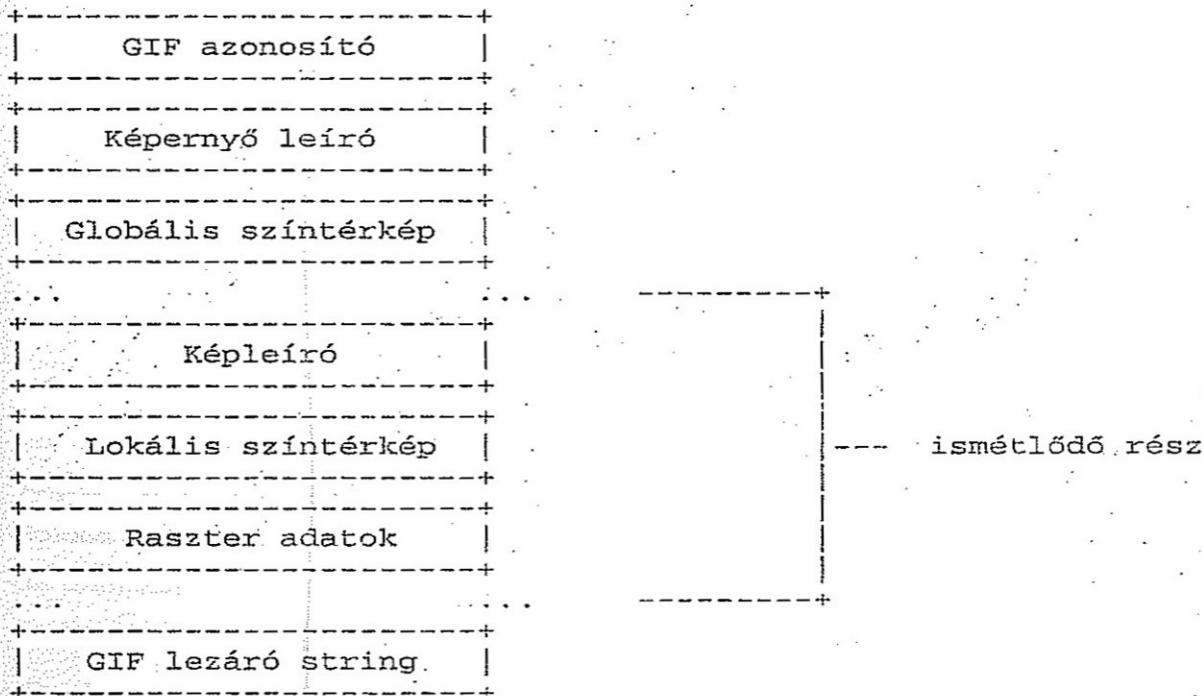 +-----------------------+
| GIF azonosító |
+-----------------------+
+-----------------------+
| Képernyő leíró |
+-----------------------+
+-----------------------+
| Globális színtérkép |
+-----------------------+
... ... ----------+
+-----------------------+
| Képleíró |
+-----------------------+
+-----------------------+
| Lokális színtérkép | |--- ismétlődő rész
+-----------------------+
+-----------------------+
| Raszter adatok |
+-----------------------+
... ... ----------+
+-----------------------+
| GIF lezáró string |
+-----------------------+